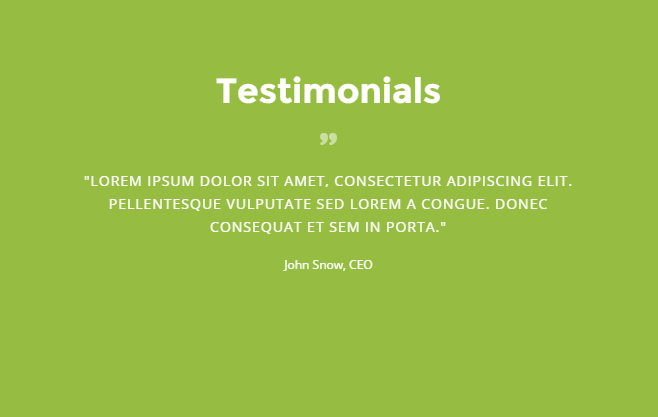 Testimonials
”
"LOREM IPSUM DOLOR SIT AMET, CONSECTETUR ADIPISCING ELIT.
PELLENTESQUE VULPUTATE SED LOREM A CONGUE. DONEC
CONSEQUAT ET SEM IN PORTA."
John Snow, CEO